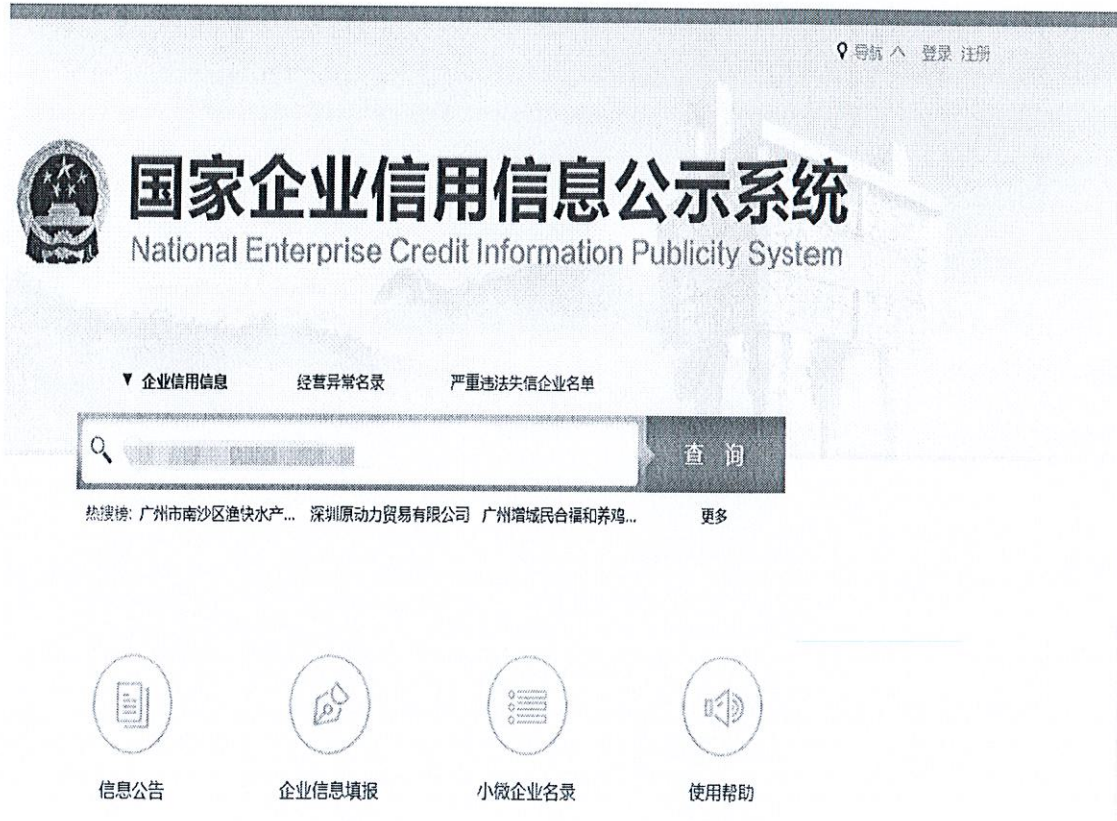 导航 へ 登录 注册
国家企业信用信息公示系统
National Enterprise Credit Information Publicity System
▼ 企业信用信息 经营异常名录 严重违法失信企业名单
查 询
热搜榜: 广州市南沙区渔快水产... 深圳原动力贸易有限公司 广州增城民合福和养鸡... 更多
信息公告 企业信息填报 小微企业名录 使用帮助